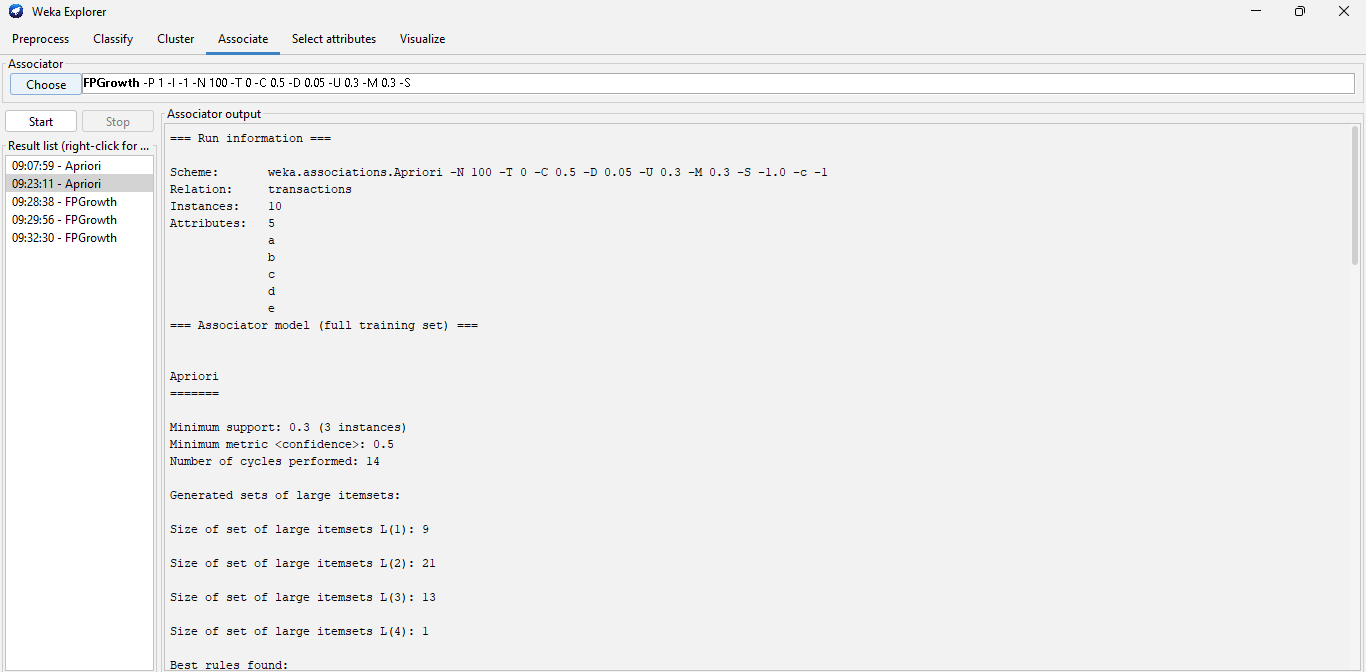 Weka Explorer
Preprocess Classify Cluster Associate Select attributes Visualize
Associator
Choose FPGrowth -P 1 -I -1 -N 100 -T 0 -C 0.5 -D 0.05 -U 0.3 -M 0.3 -S
Start Stop
Result list (right-click for ...
09:07:59 - Apriori
09:23:11 - Apriori
09:28:38 - FPGrowth
09:29:56 - FPGrowth
09:32:30 - FPGrowth
Associator output
=== Run information ===
Scheme: weka.associations.Apriori -N 100 -T 0 -C 0.5 -D 0.05 -U 0.3 -M 0.3 -S -1.0 -c -1
Relation: transactions
Instances: 10
Attributes: 5
a
b
c
d
e
=== Associator model (full training set) ===
Apriori
=======
Minimum support: 0.3 (3 instances)
Minimum metric <confidence>: 0.5
Number of cycles performed: 14
Generated sets of large itemsets:
Size of set of large itemsets L(1): 9
Size of set of large itemsets L(2): 21
Size of set of large itemsets L(3): 13
Size of set of large itemsets L(4): 1
Best rules found: